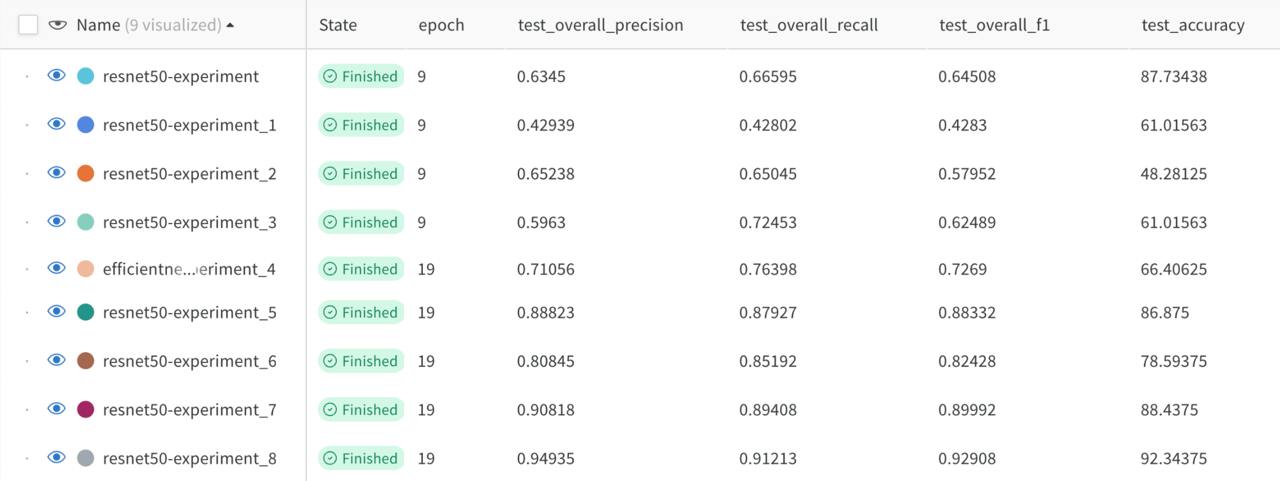 Name (9 visualized) State epoch test_overall_precision test_overall_recall test_overall_f1 test_accuracy
resnet50-experiment Finished 9 0.6345 0.66595 0.64508 87.73438
resnet50-experiment_1 Finished 9 0.42939 0.42802 0.4283 61.01563
resnet50-experiment_2 Finished 9 0.65238 0.65045 0.57952 48.28125
resnet50-experiment_3 Finished 9 0.5963 0.72453 0.62489 61.01563
efficientne...eriment_4 Finished 19 0.71056 0.76398 0.7269 66.40625
resnet50-experiment_5 Finished 19 0.88823 0.87927 0.88332 86.875
resnet50-experiment_6 Finished 19 0.80845 0.85192 0.82428 78.59375
resnet50-experiment_7 Finished 19 0.90818 0.89408 0.89992 88.4375
resnet50-experiment_8 Finished 19 0.94935 0.91213 0.92908 92.34375